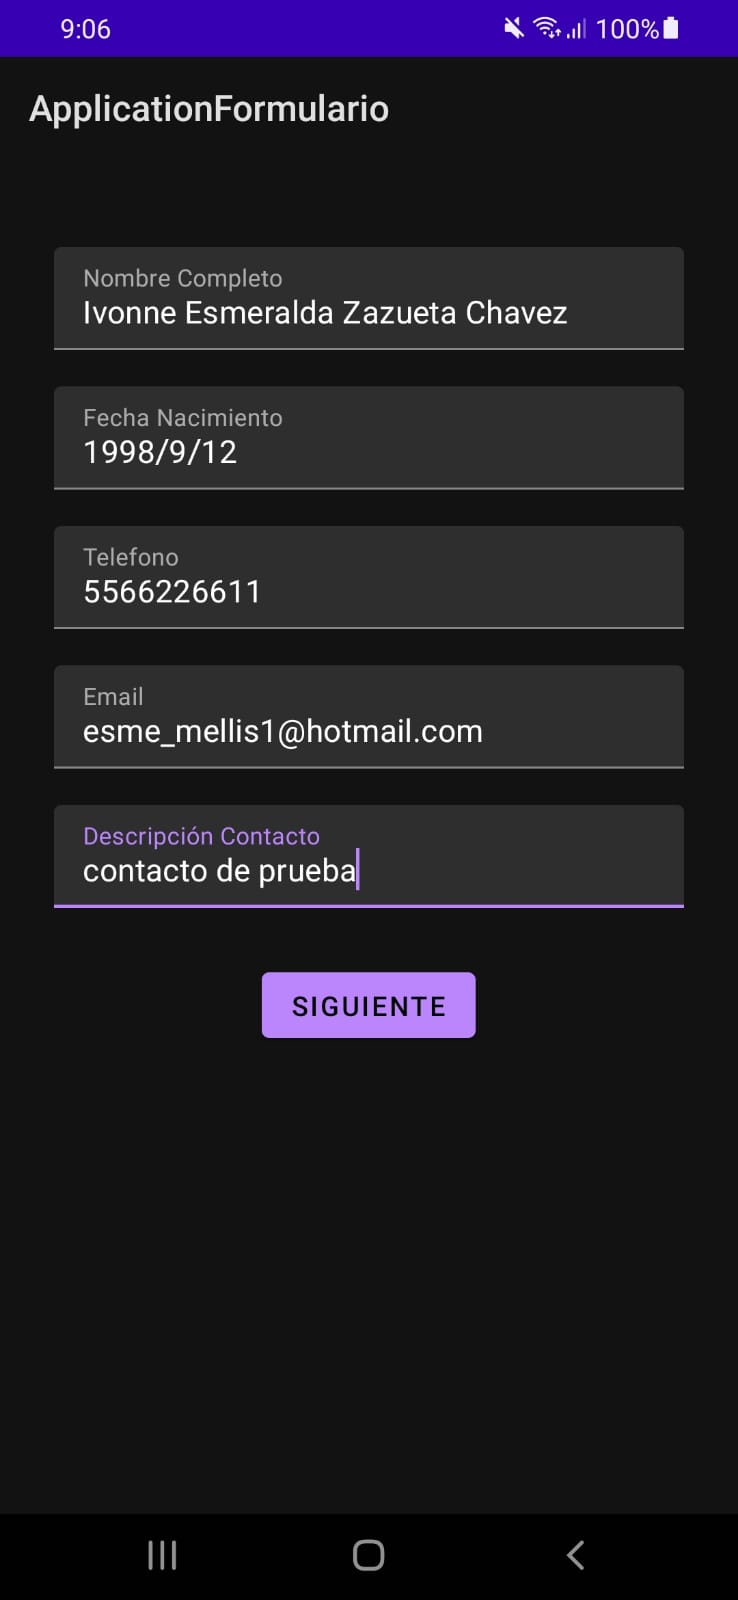 9:06 100%
ApplicationFormulario
Nombre Completo
Ivonne Esmeralda Zazueta Chavez
Fecha Nacimiento
1998/9/12
Telefono
5566226611
Email
esme_mellis1@hotmail.com
Descripción Contacto
contacto de prueba
SIGUIENTE